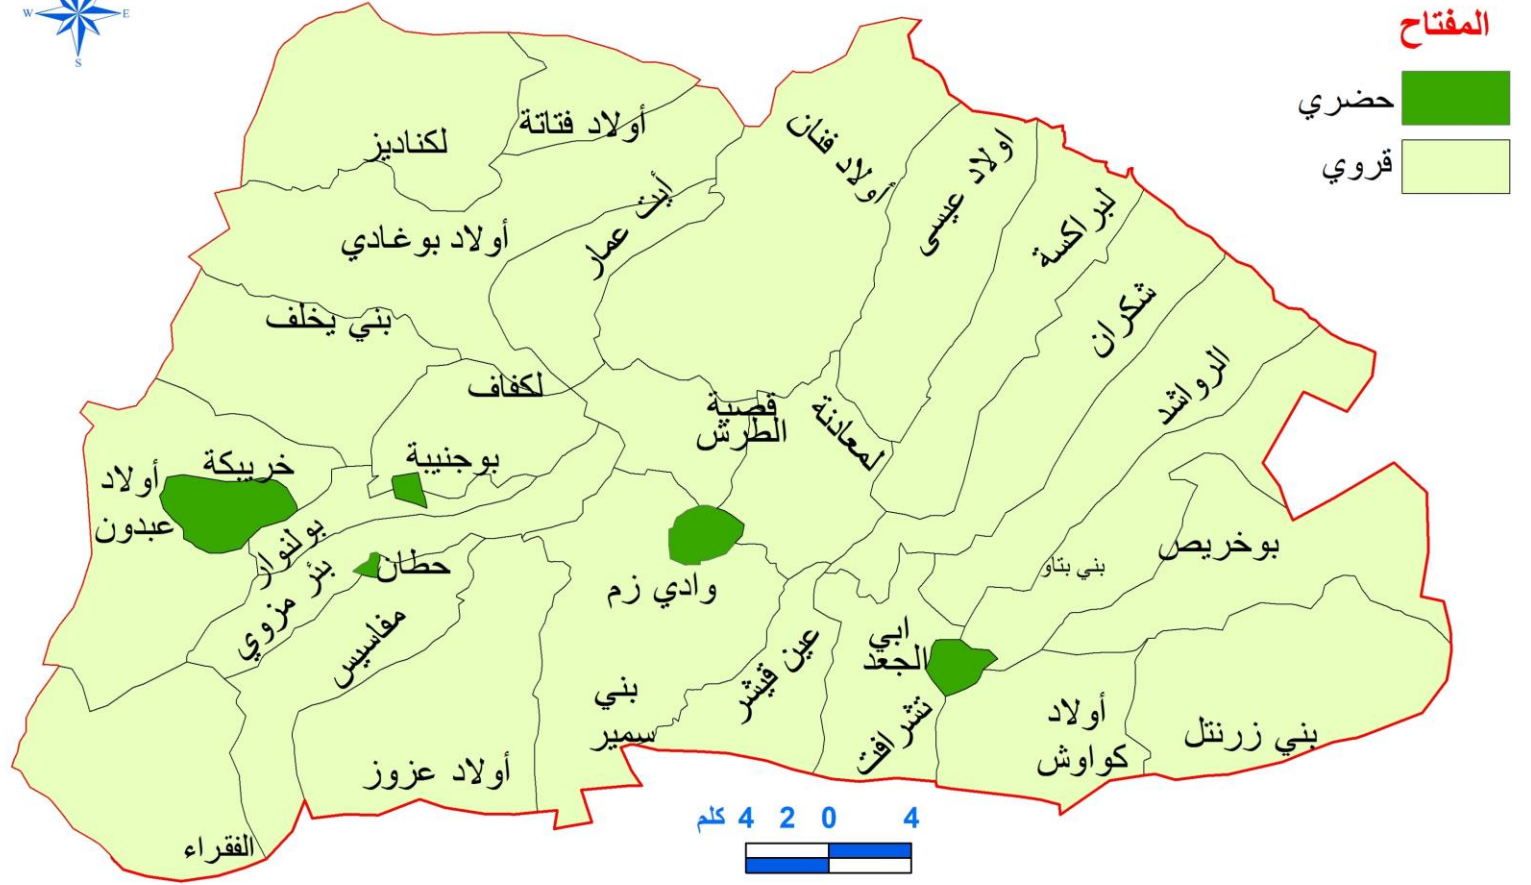 W
E
S
المفتاح
حضري
قروي
لكناديز
أولاد فتاتة
أولاد فنان
اولاد عيسى
لبراكسة
شكران
الرواشد
أيت عمار
أولاد بوغادي
بني يخلف
لكفاف
قصبة
الطرش
لمعادنة
بوجنيبة
خريبكة
أولاد
عبدون
بولنوار
بئر مزوي
حطان
مفاسيس
وادي زم
بني بتاو
بوخريص
ابي
الجعد
عين قيشر
تشرافت
بني
سمير
أولاد عزوز
أولاد
كواوش
بني زرنتل
الفقراء
4 2 0 4 كلم